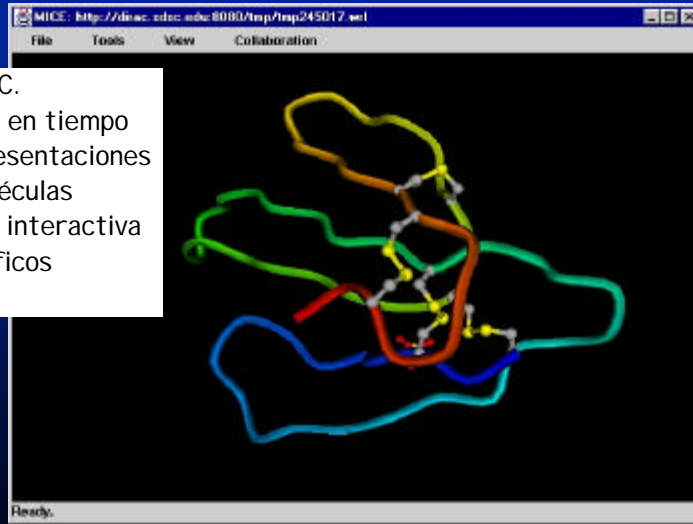 MICE: http://dirac.sdsc.edu:8080/tmp/tmp245017.wrl
File Tools View Collaboration
C.
en tiempo
esentaciones
éculas
interactiva
ficos
Ready.